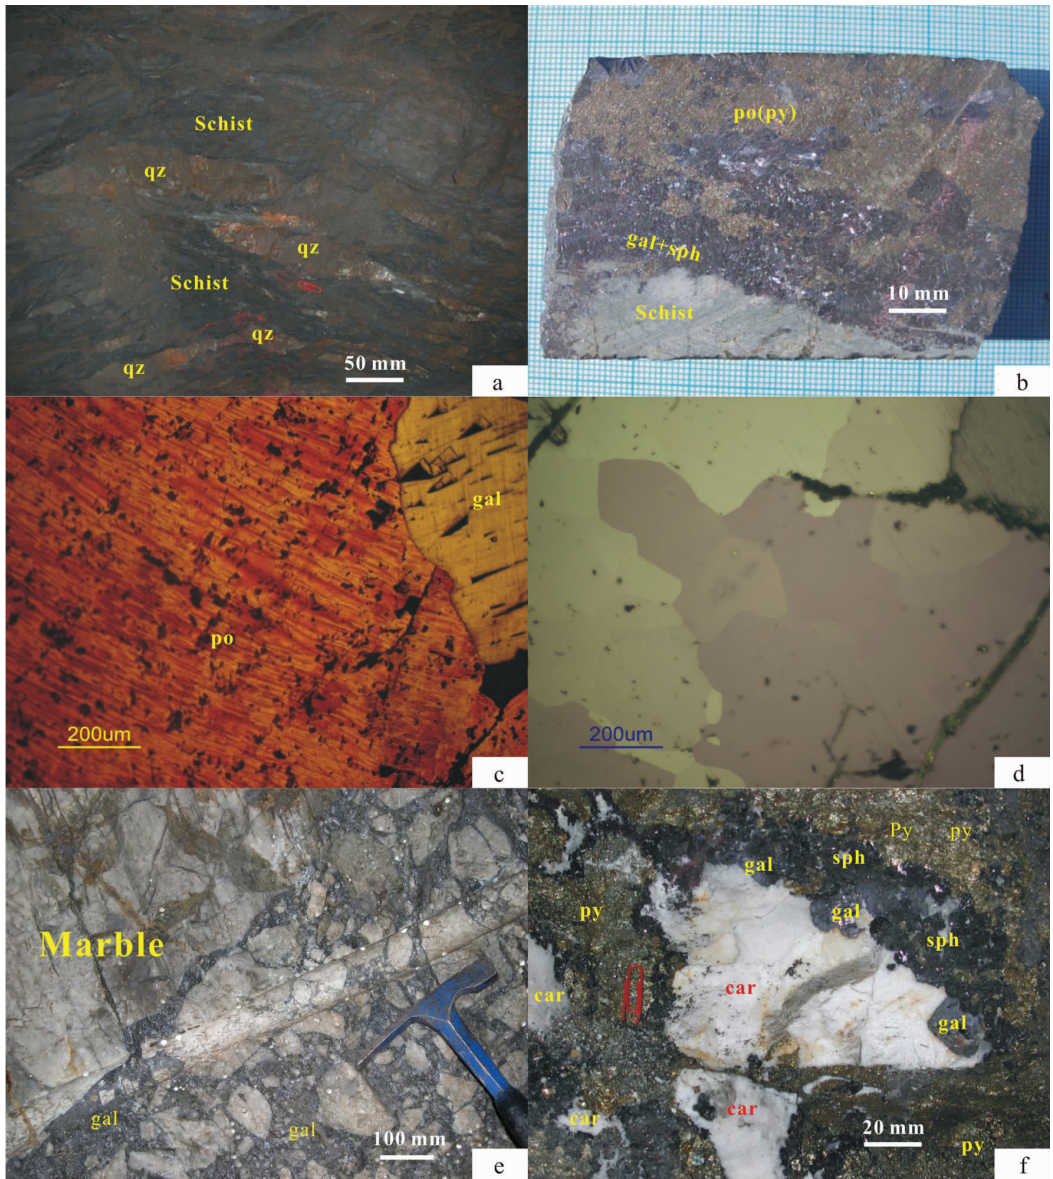 Schist
qz
qz
Schist
qz
qz
50 mm
a
po(py)
gal+sph
Schist
10 mm
b
gal
po
200um
c
200um
d
Marble
gal
gal
100 mm
e
Py
py
sph
gal
py
gal
sph
car
car
gal
car
car
20 mm
py
f